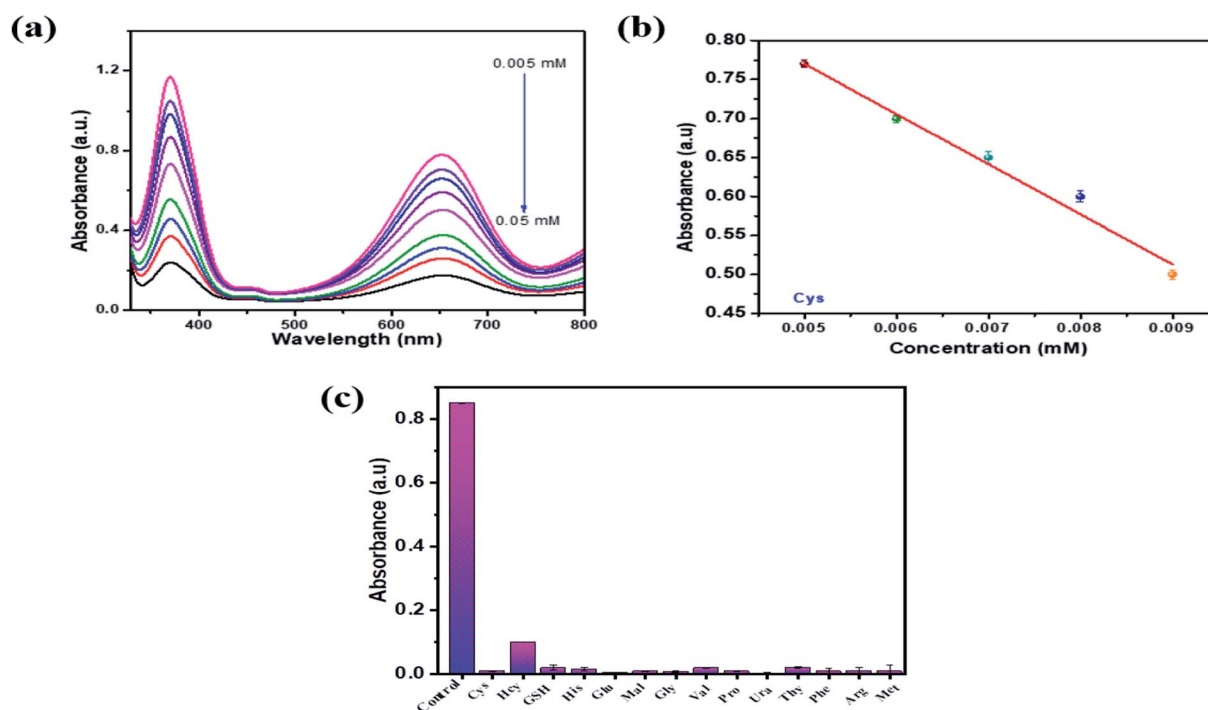 (a)
Absorbance (a.u.)
1.2
0.8
0.4
0.0
0.005 mM
0.05 mM
400 500 600 700 800
Wavelength (nm)
(b)
Absorbance (a.u)
0.80
0.75
0.70
0.65
0.60
0.55
0.50
0.45
Cys
0.005 0.006 0.007 0.008 0.009
Concentration (mM)
(c)
Absorbance (a.u)
0.8
0.6
0.4
0.2
0.0
Control Cys Hcy GSH His Glu Mal Gly Val Pro Ura Thy Phe Arg Met